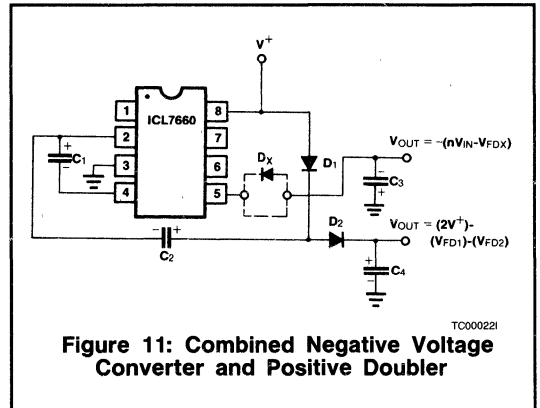 V+
1
8
ICL7660
2
7
3
6
4
5
+
C1
-
DX
D1
VOUT = -(nVIN-VFDX)
-
C3
+
D2
VOUT = (2V+)-
(VFD1)-(VFD2)
- +
C2
+
C4
-
TC00022I
Figure 11: Combined Negative Voltage
Converter and Positive Doubler